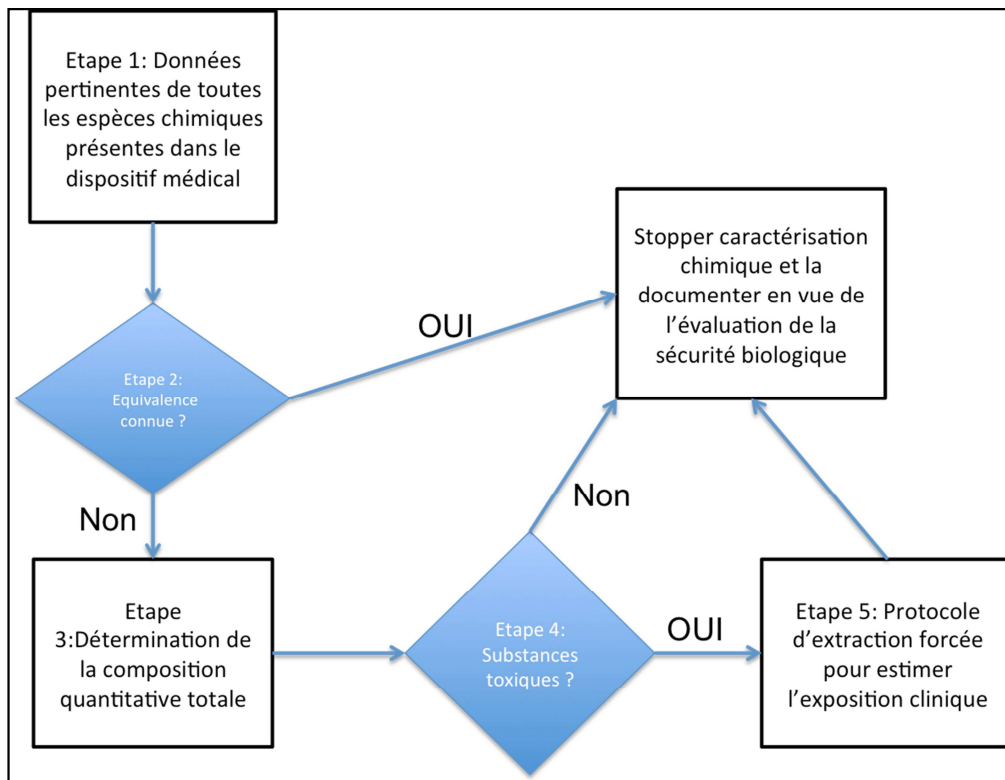 Etape 1: Données
pertinentes de toutes
les espèces chimiques
présentes dans le
dispositif médical
Stopper caractérisation
chimique et la
documenter en vue de
l’évaluation de la
sécurité biologique
OUI
Etape 2:
Equivalence
connue ?
Non
Non
Etape
3:Détermination de
la composition
quantitative totale
Etape 4:
Substances
toxiques ?
OUI
Etape 5: Protocole
d’extraction forcée
pour estimer
l’exposition clinique